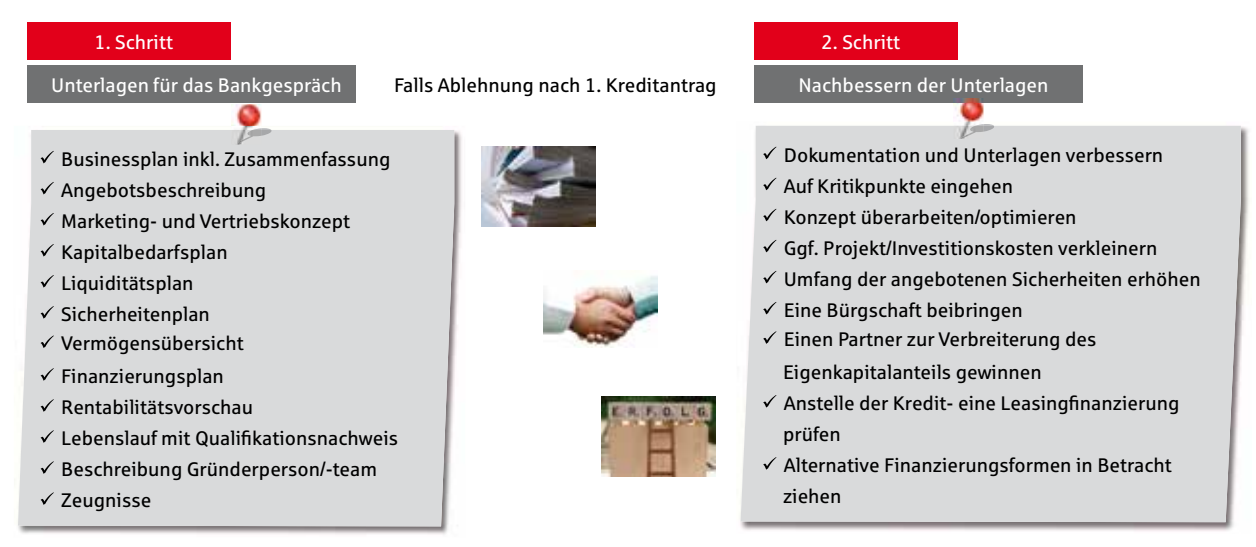 1. Schritt
Unterlagen für das Bankgespräch
✓ Businessplan inkl. Zusammenfassung
✓ Angebotsbeschreibung
✓ Marketing- und Vertriebskonzept
✓ Kapitalbedarfsplan
✓ Liquiditätsplan
✓ Sicherheitenplan
✓ Vermögensübersicht
✓ Finanzierungsplan
✓ Rentabilitätsvorschau
✓ Lebenslauf mit Qualifikationsnachweis
✓ Beschreibung Gründerperson/-team
✓ Zeugnisse
Falls Ablehnung nach 1. Kreditantrag
E. R. F. O. L. G.
2. Schritt
Nachbessern der Unterlagen
✓ Dokumentation und Unterlagen verbessern
✓ Auf Kritikpunkte eingehen
✓ Konzept überarbeiten/optimieren
✓ Ggf. Projekt/Investitionskosten verkleinern
✓ Umfang der angebotenen Sicherheiten erhöhen
✓ Eine Bürgschaft beibringen
✓ Einen Partner zur Verbreiterung des
Eigenkapitalanteils gewinnen
✓ Anstelle der Kredit- eine Leasingfinanzierung
prüfen
✓ Alternative Finanzierungsformen in Betracht
ziehen